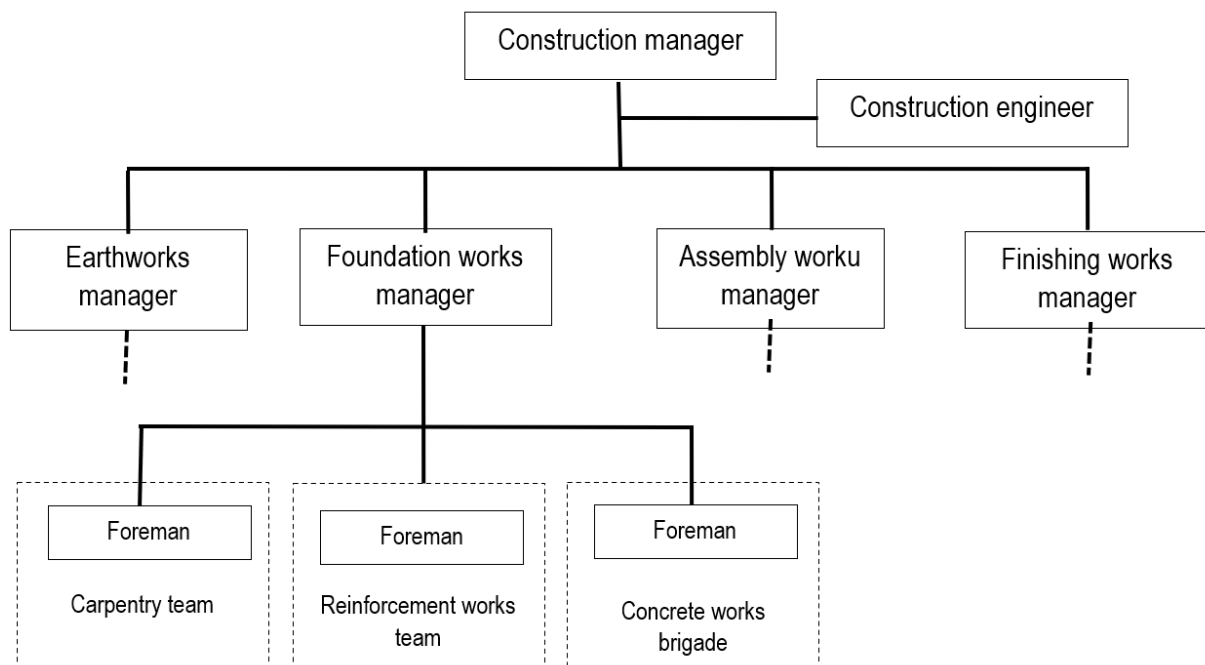 Construction manager
Construction engineer
Earthworks
manager
Foundation works
manager
Assembly worku
manager
Finishing works
manager
Foreman
Carpentry team
Foreman
Reinforcement works
team
Foreman
Concrete works
brigade